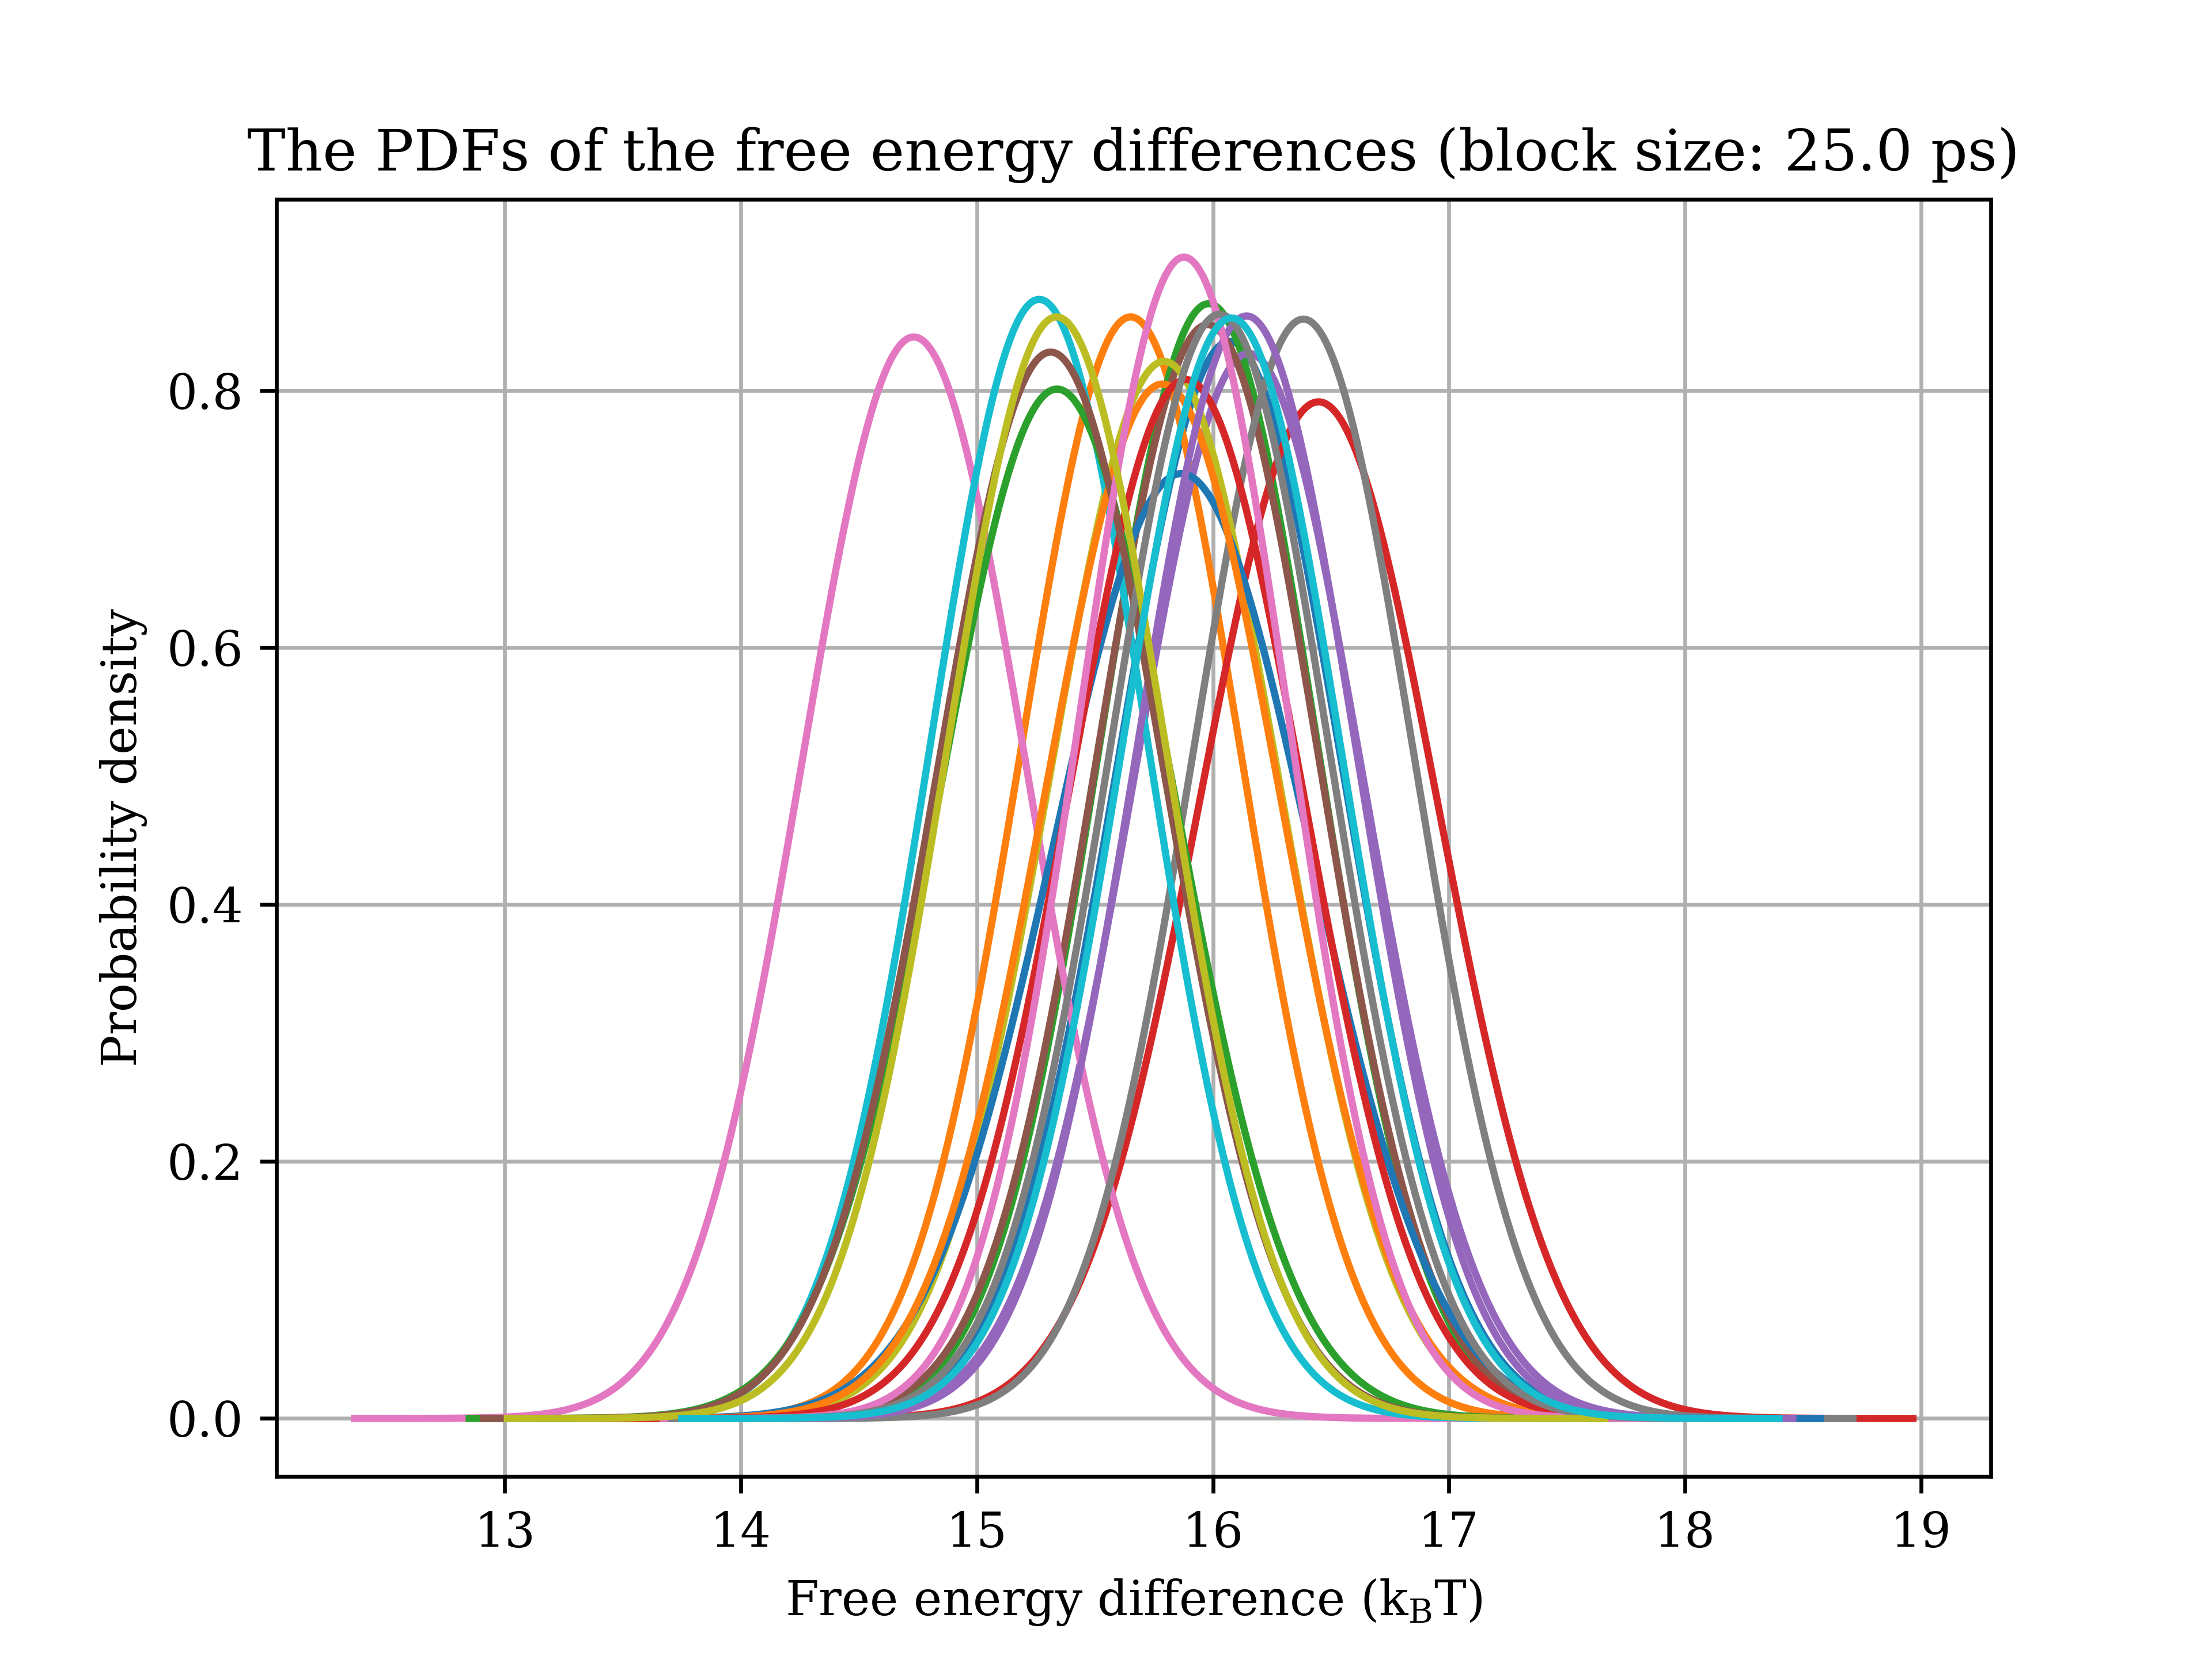 The PDFs of the free energy differences (block size: 25.0 ps)
Probability density
0.8
0.6
0.4
0.2
0.0
13 14 15 16 17 18 19
Free energy difference (k_BT)